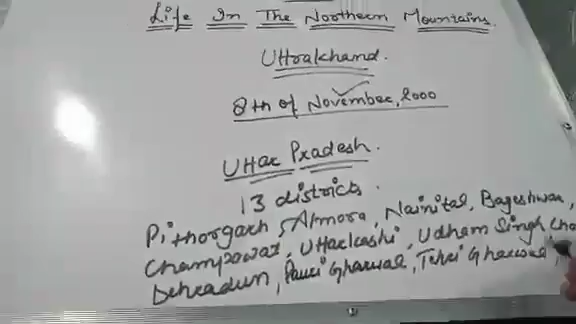 Life In The Northern Mountains.
Uttrakhand.
8th of November, 2000
Uttar Pradesh.
13 districts.
Pithorgarh, Almora, Nainital, Bageshwar,
Champawat, Uttarkashi, Udham Singh
Dehradun, Pauri Gharwal, Tehri Gharwal,